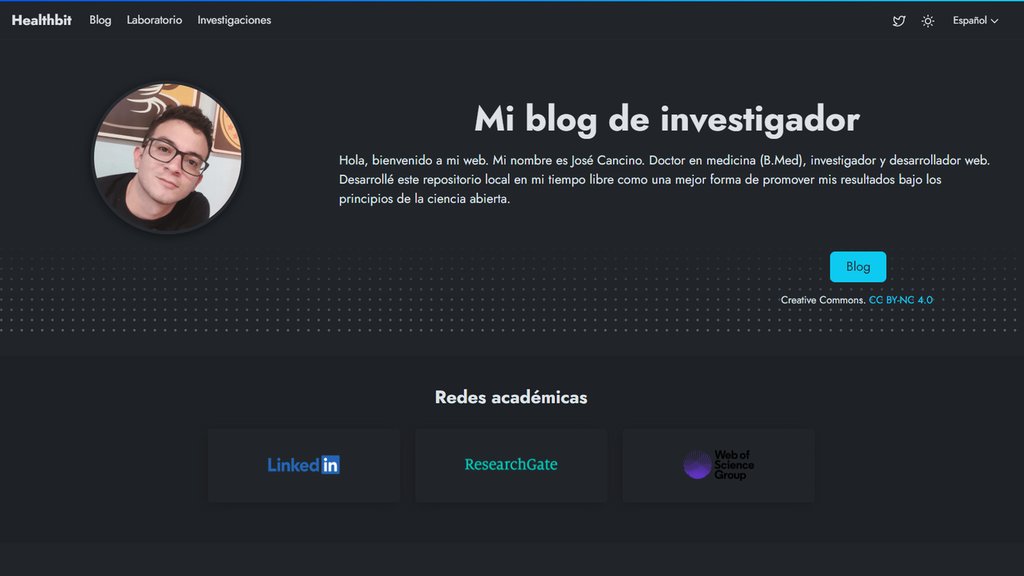 Healthbit Blog Laboratorio Investigaciones Español
Mi blog de investigador
Hola, bienvenido a mi web. Mi nombre es José Cancino. Doctor en medicina (B.Med), investigador y desarrollador web.
Desarrollé este repositorio local en mi tiempo libre como una mejor forma de promover mis resultados bajo los
principios de la ciencia abierta.
Blog
Creative Commons. CC BY-NC 4.0
Redes académicas
Linked in
ResearchGate
Web of
Science
Group